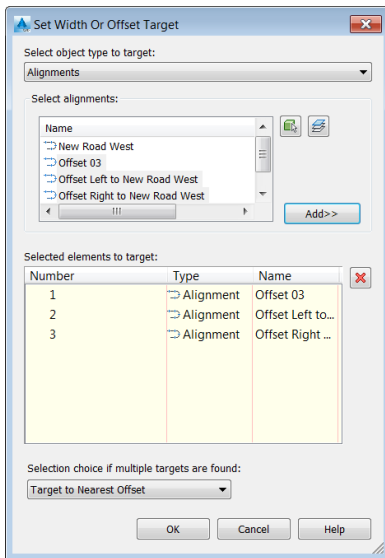 Set Width Or Offset Target
Select object type to target:
Alignments
Select alignments:
Name
New Road West
Offset 03
Offset Left to New Road West
Offset Right to New Road West
Add>>
Selected elements to target:
Number Type Name
1 Alignment Offset 03
2 Alignment Offset Left to...
3 Alignment Offset Right ...
Selection choice if multiple targets are found:
Target to Nearest Offset
OK Cancel Help